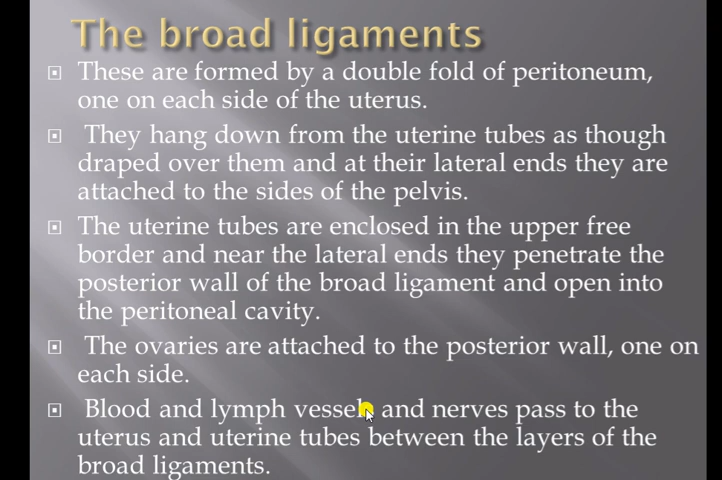 The broad ligaments
These are formed by a double fold of peritoneum,
one on each side of the uterus.
They hang down from the uterine tubes as though
draped over them and at their lateral ends they are
attached to the sides of the pelvis.
The uterine tubes are enclosed in the upper free
border and near the lateral ends they penetrate the
posterior wall of the broad ligament and open into
the peritoneal cavity.
The ovaries are attached to the posterior wall, one on
each side.
Blood and lymph vessels and nerves pass to the
uterus and uterine tubes between the layers of the
broad ligaments.